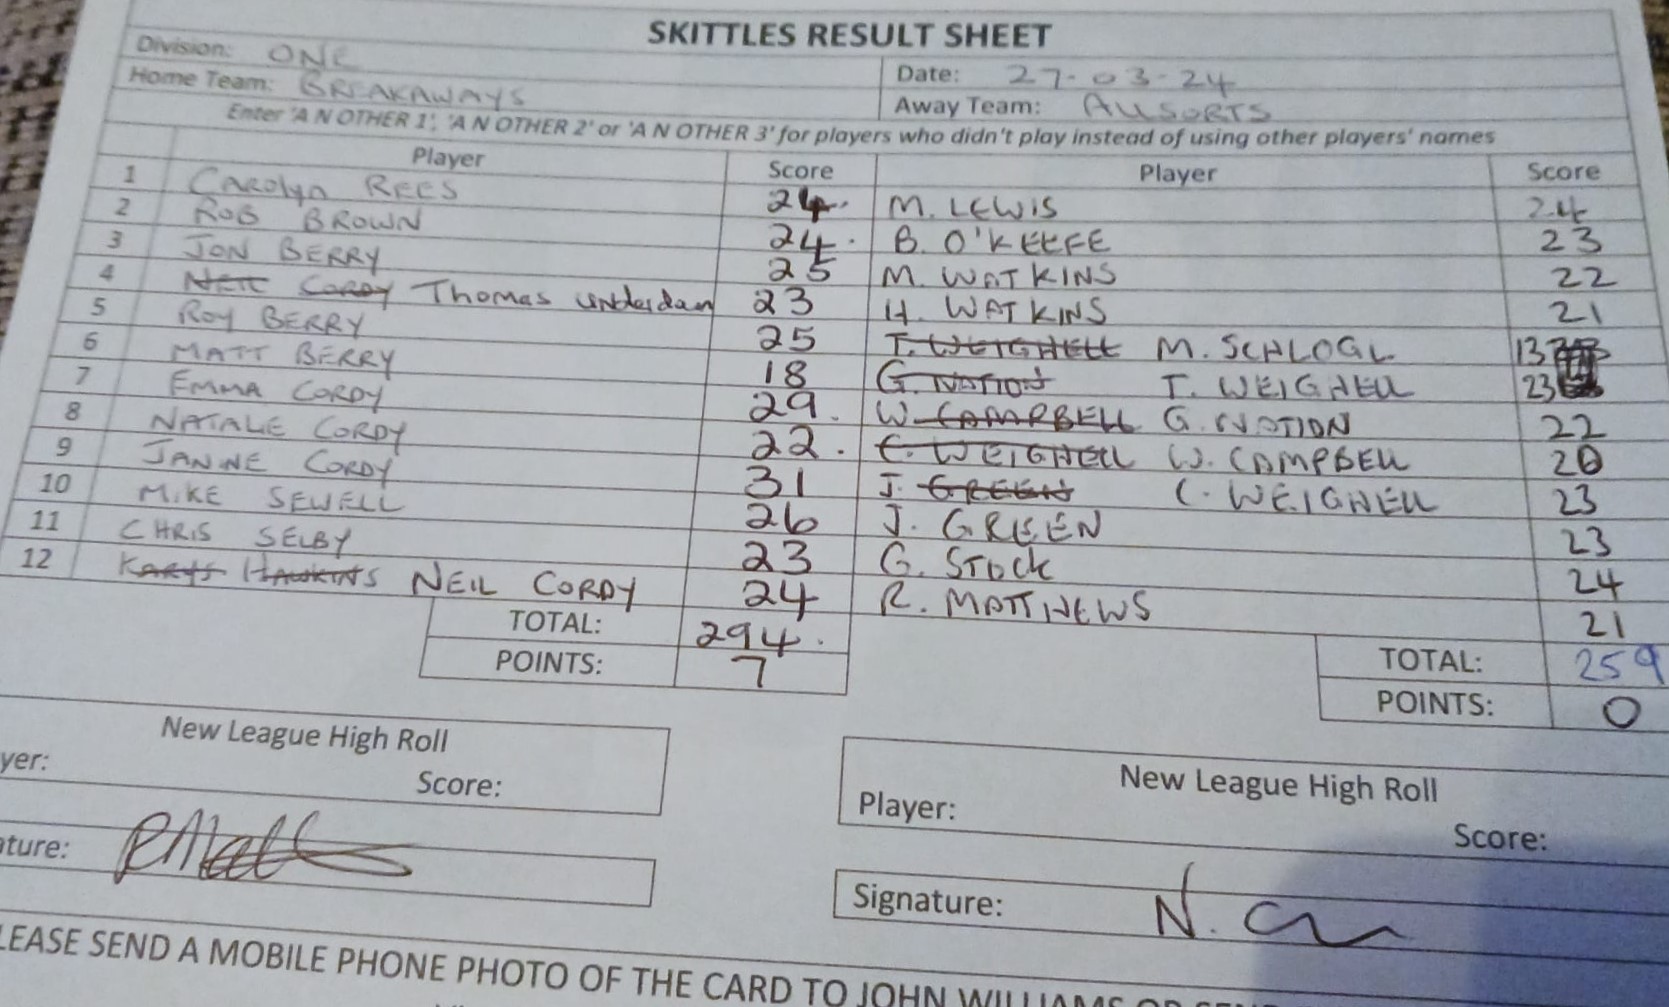 SKITTLES RESULT SHEET
Division: ONE
Date: 27-03-24
Home Team: BREAKAWAYS
Away Team: ALLSORTS
Enter 'A N OTHER 1', 'A N OTHER 2' or 'A N OTHER 3' for players who didn't play instead of using other players' names
Player Score Player Score
1 Carolyn REES 24. M. LEWIS 24
2 ROB BROWN 24. B. O'KEEFE 23
3 JON BERRY 25 M. WATKINS 22
4 NEIL CORDY Thomas Underdan 23 H. WATKINS 21
5 ROY BERRY 25 T. WEIGHELL M. SCHLOGL 13
6 MATT BERRY 18 G. NATION T. WEIGHELL 23
7 EMMA CORDY 29. W. CAMPBELL G. NATION 22
8 NATALIE CORDY 22. C. WEIGHELL W. CAMPBELL 20
9 JANINE CORDY 31 J. GREEN C. WEIGHELL 23
10 MIKE SEWELL 26 J. GREEN 23
11 CHRIS SELBY 23 G. STOCK 24
12 HAWKINS NEIL CORDY 24 R. MATTHEWS 21
TOTAL: 294.
TOTAL: 259
POINTS: 7
POINTS: 0
New League High Roll
yer:
Score:
New League High Roll
Player:
Score:
ature:
Signature: N.
LEASE SEND A MOBILE PHONE PHOTO OF THE CARD TO JOHN WILLIAMS OR SEND